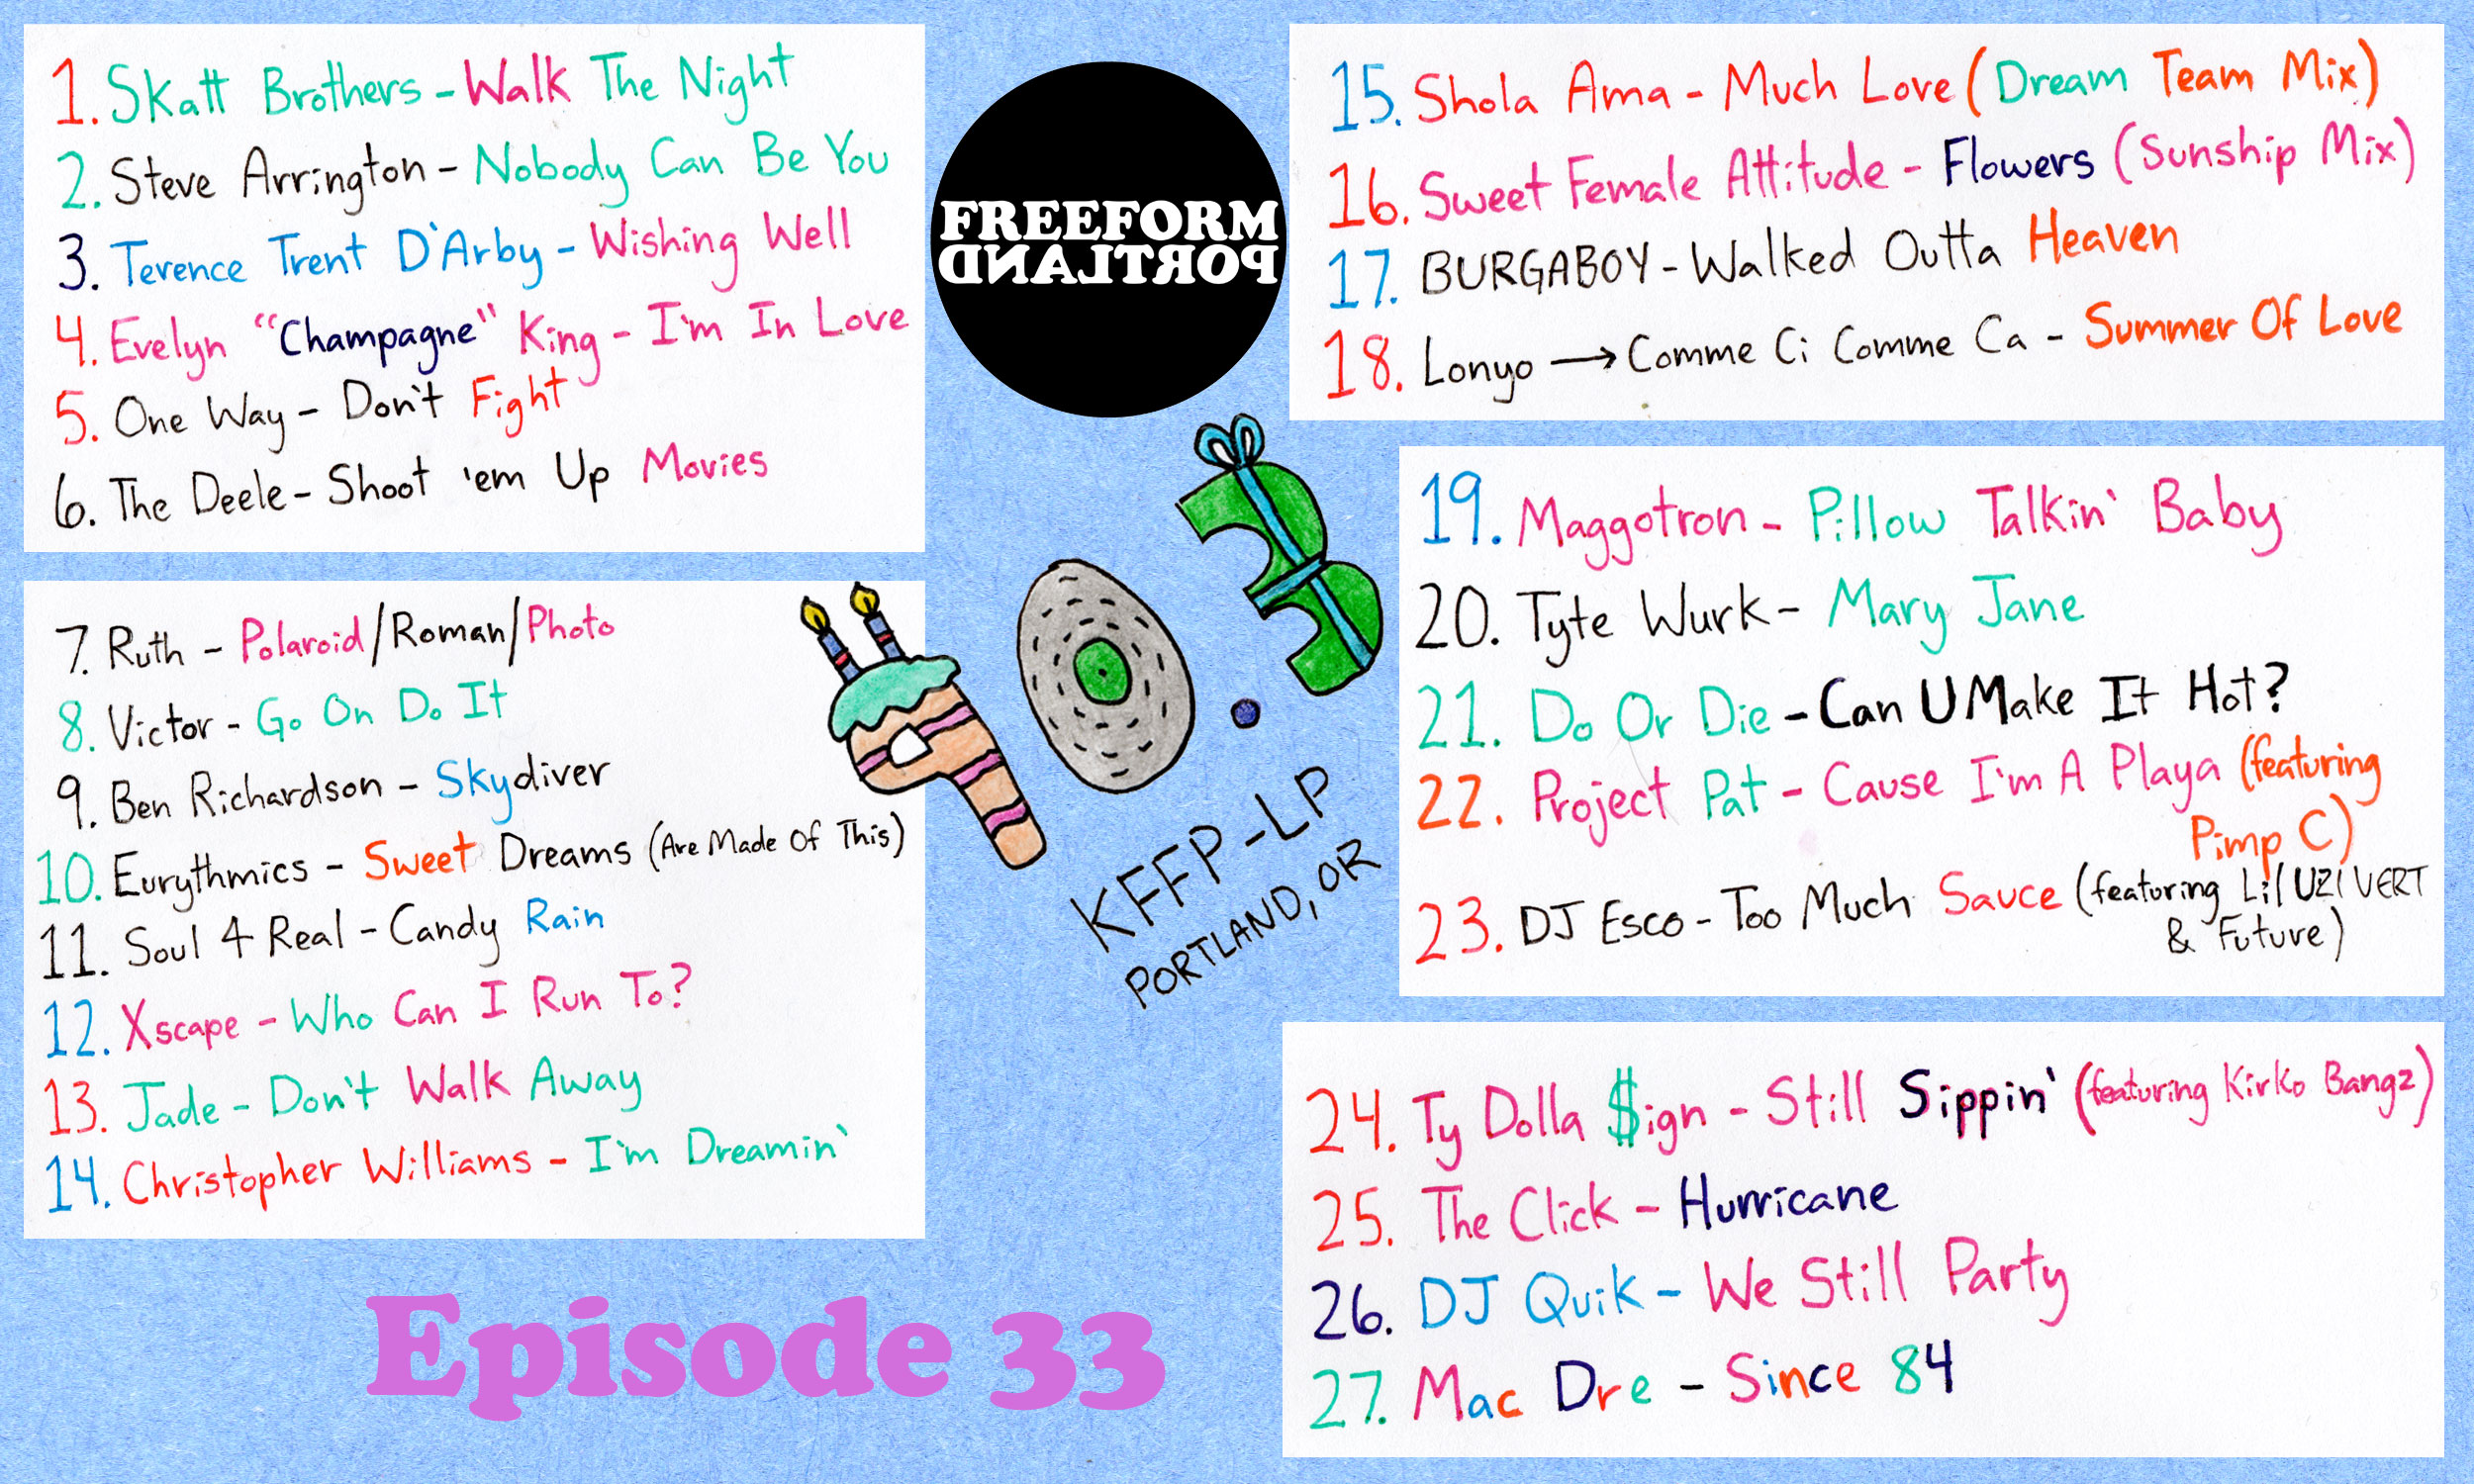 1. Skatt Brothers - Walk The Night
2. Steve Arrington - Nobody Can Be You
3. Terence Trent D'Arby - Wishing Well
4. Evelyn "Champagne" King - I'm In Love
5. One Way - Don't Fight
6. The Deele - Shoot 'em Up Movies
7. Ruth - Polaroid/Roman/Photo
8. Victor - Go On Do It
9. Ben Richardson - Skydiver
10. Eurythmics - Sweet Dreams (Are Made Of This)
11. Soul 4 Real - Candy Rain
12. Xscape - Who Can I Run To?
13. Jade - Don't Walk Away
14. Christopher Williams - I'm Dreamin'
Episode 33
FREEFORM
PORTLAND
90.3
KFFP-LP
PORTLAND, OR
15. Shola Ama - Much Love (Dream Team Mix)
16. Sweet Female Attitude - Flowers (Sunship Mix)
17. BURGABOY - Walked Outta Heaven
18. Lonyo → Comme Ci Comme Ca - Summer Of Love
19. Maggotron - Pillow Talkin' Baby
20. Tyte Wurk - Mary Jane
21. Do Or Die - Can U Make It Hot?
22. Project Pat - Cause I'm A Playa (featuring
Pimp C)
23. DJ Esco - Too Much Sauce (featuring Lil UZI VERT
& Future)
24. Ty Dolla $ign - Still Sippin' (featuring Kirko Bangz)
25. The Click - Hurricane
26. DJ Quik - We Still Party
27. Mac Dre - Since 84